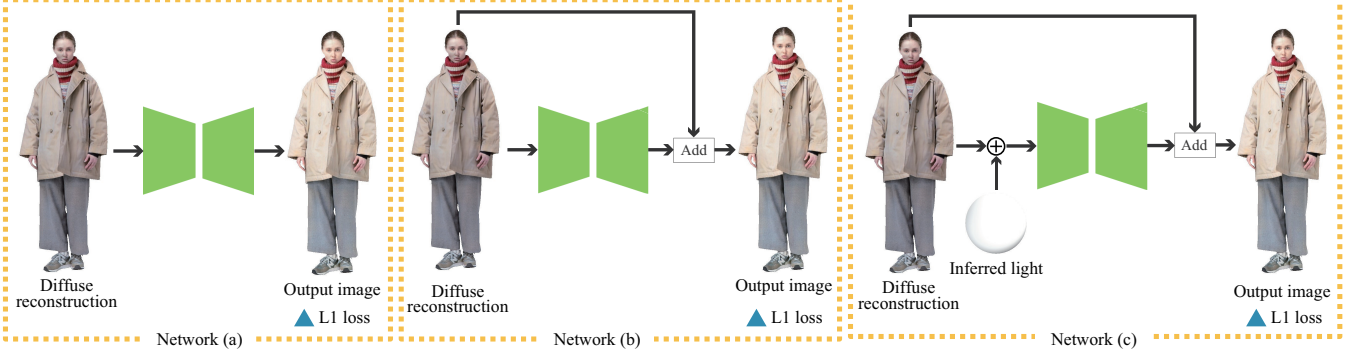 Diffuse
reconstruction
Output image
L1 loss
Network (a)
Add
Diffuse
reconstruction
Output image
L1 loss
Network (b)
Add
Inferred light
Diffuse
reconstruction
Output image
L1 loss
Network (c)